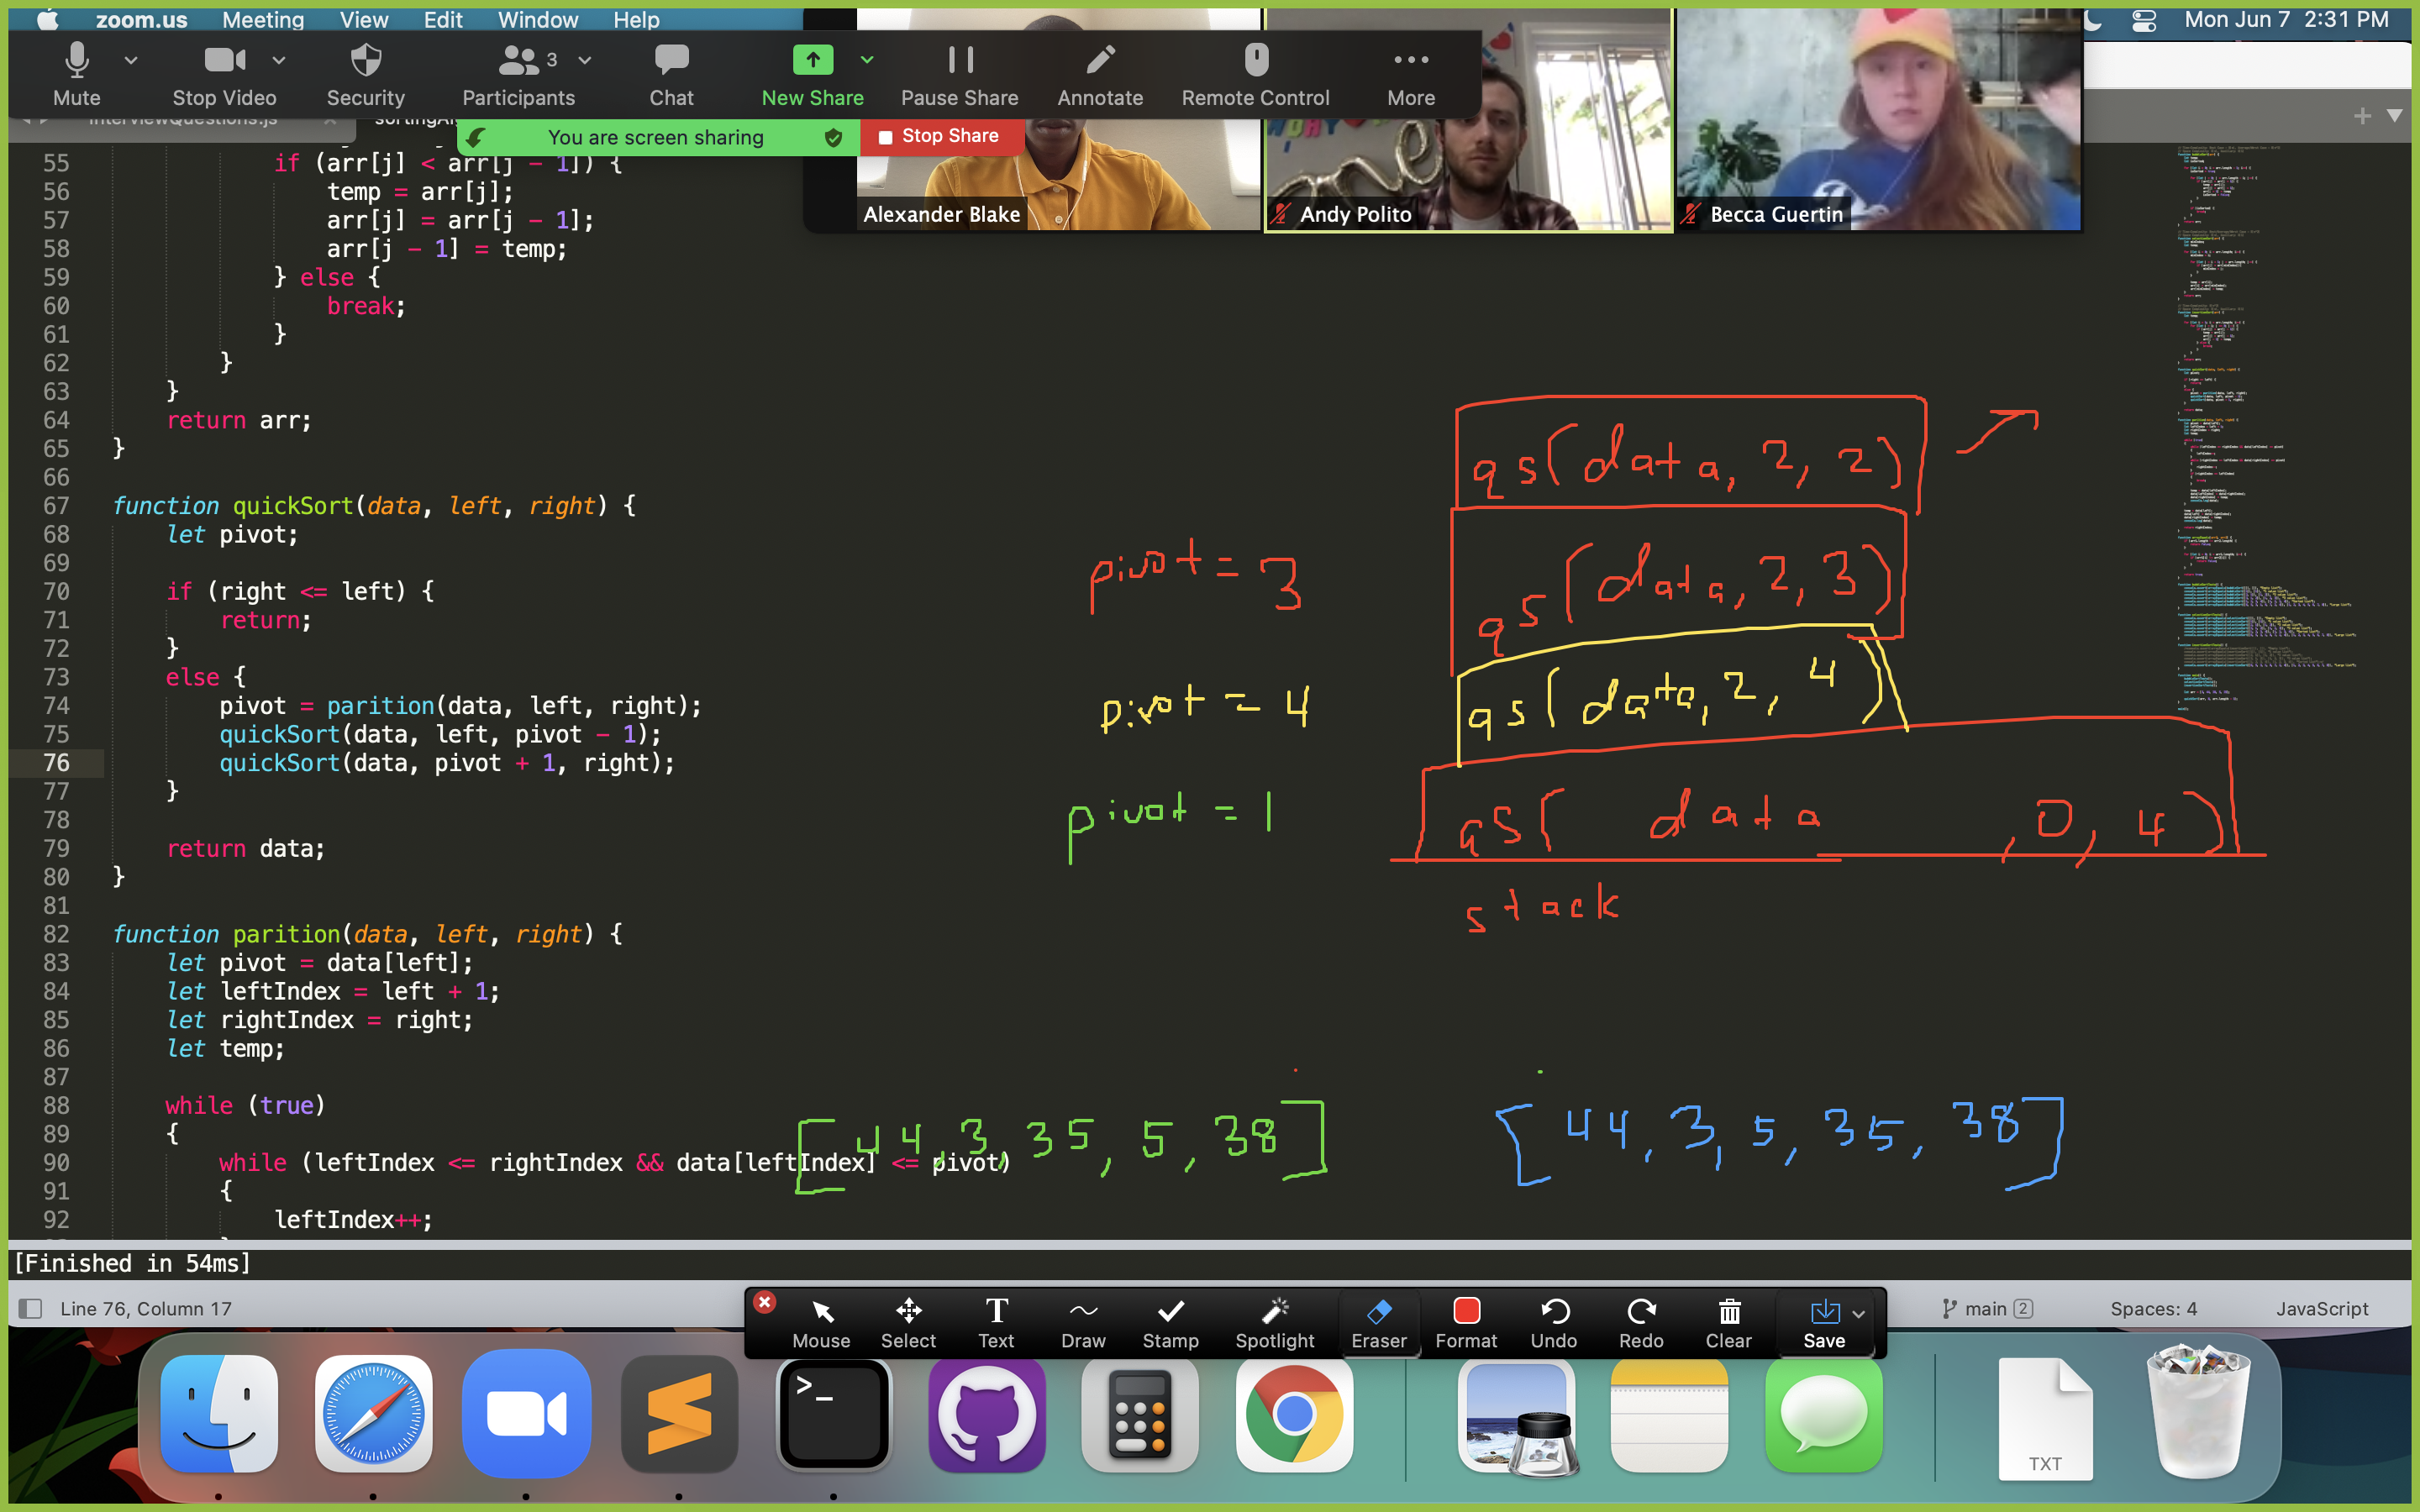 zoom.us Meeting View Edit Window Help
Mon Jun 7 2:31 PM
Mute
Stop Video
Security
3
Participants
Chat
New Share
Pause Share
Annotate
Remote Control
More
interviewQuestions.js
You are screen sharing
Stop Share
Alexander Blake
Andy Polito
Becca Guertin
55 if (arr[j] < arr[j - 1]) {
56 temp = arr[j];
57 arr[j] = arr[j - 1];
58 arr[j - 1] = temp;
59 } else {
60 break;
61 }
62 }
63 }
64 return arr;
65 }
66
67 function quickSort(data, left, right) {
68 let pivot;
69
70 if (right <= left) {
71 return;
72 }
73 else {
74 pivot = parition(data, left, right);
75 quickSort(data, left, pivot - 1);
76 quickSort(data, pivot + 1, right);
77 }
78
79 return data;
80 }
81
82 function parition(data, left, right) {
83 let pivot = data[left];
84 let leftIndex = left + 1;
85 let rightIndex = right;
86 let temp;
87
88 while (true)
89 {
90 while (leftIndex <= rightIndex && data[leftIndex] <= pivot)
91 {
92 leftIndex++;
qs(data, 2, 2)
pivot = 3
qs(data, 2, 3)
pivot = 4
qs(data, 2, 4)
pivot = 1
qs( data , 0, 4)
stack
[44, 3, 35, 5, 38]
[44, 3, 5, 35, 38]
[Finished in 54ms]
Line 76, Column 17
main 2
Spaces: 4
JavaScript
Mouse
Select
Text
Draw
Stamp
Spotlight
Eraser
Format
Undo
Redo
Clear
Save
TXT